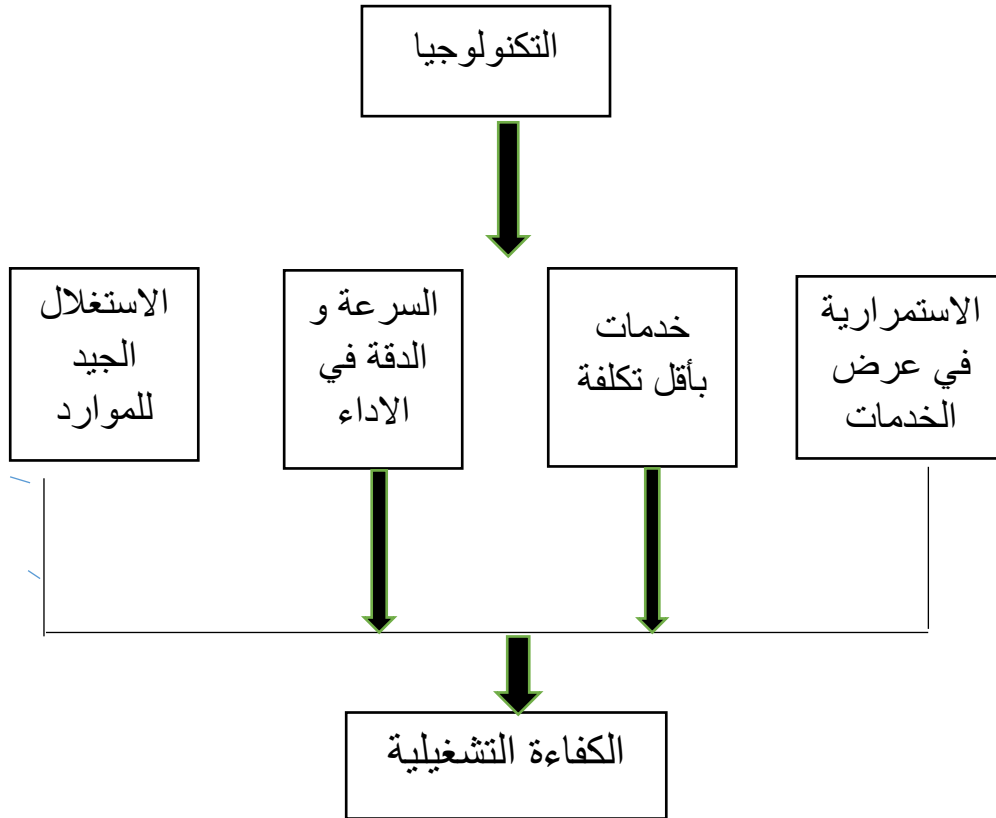 التكنولوجيا
الاستمرارية
في عرض
الخدمات
خدمات
بأقل تكلفة
السرعة و
الدقة في
الاداء
الاستغلال
الجيد
للموارد
الكفاءة التشغيلية